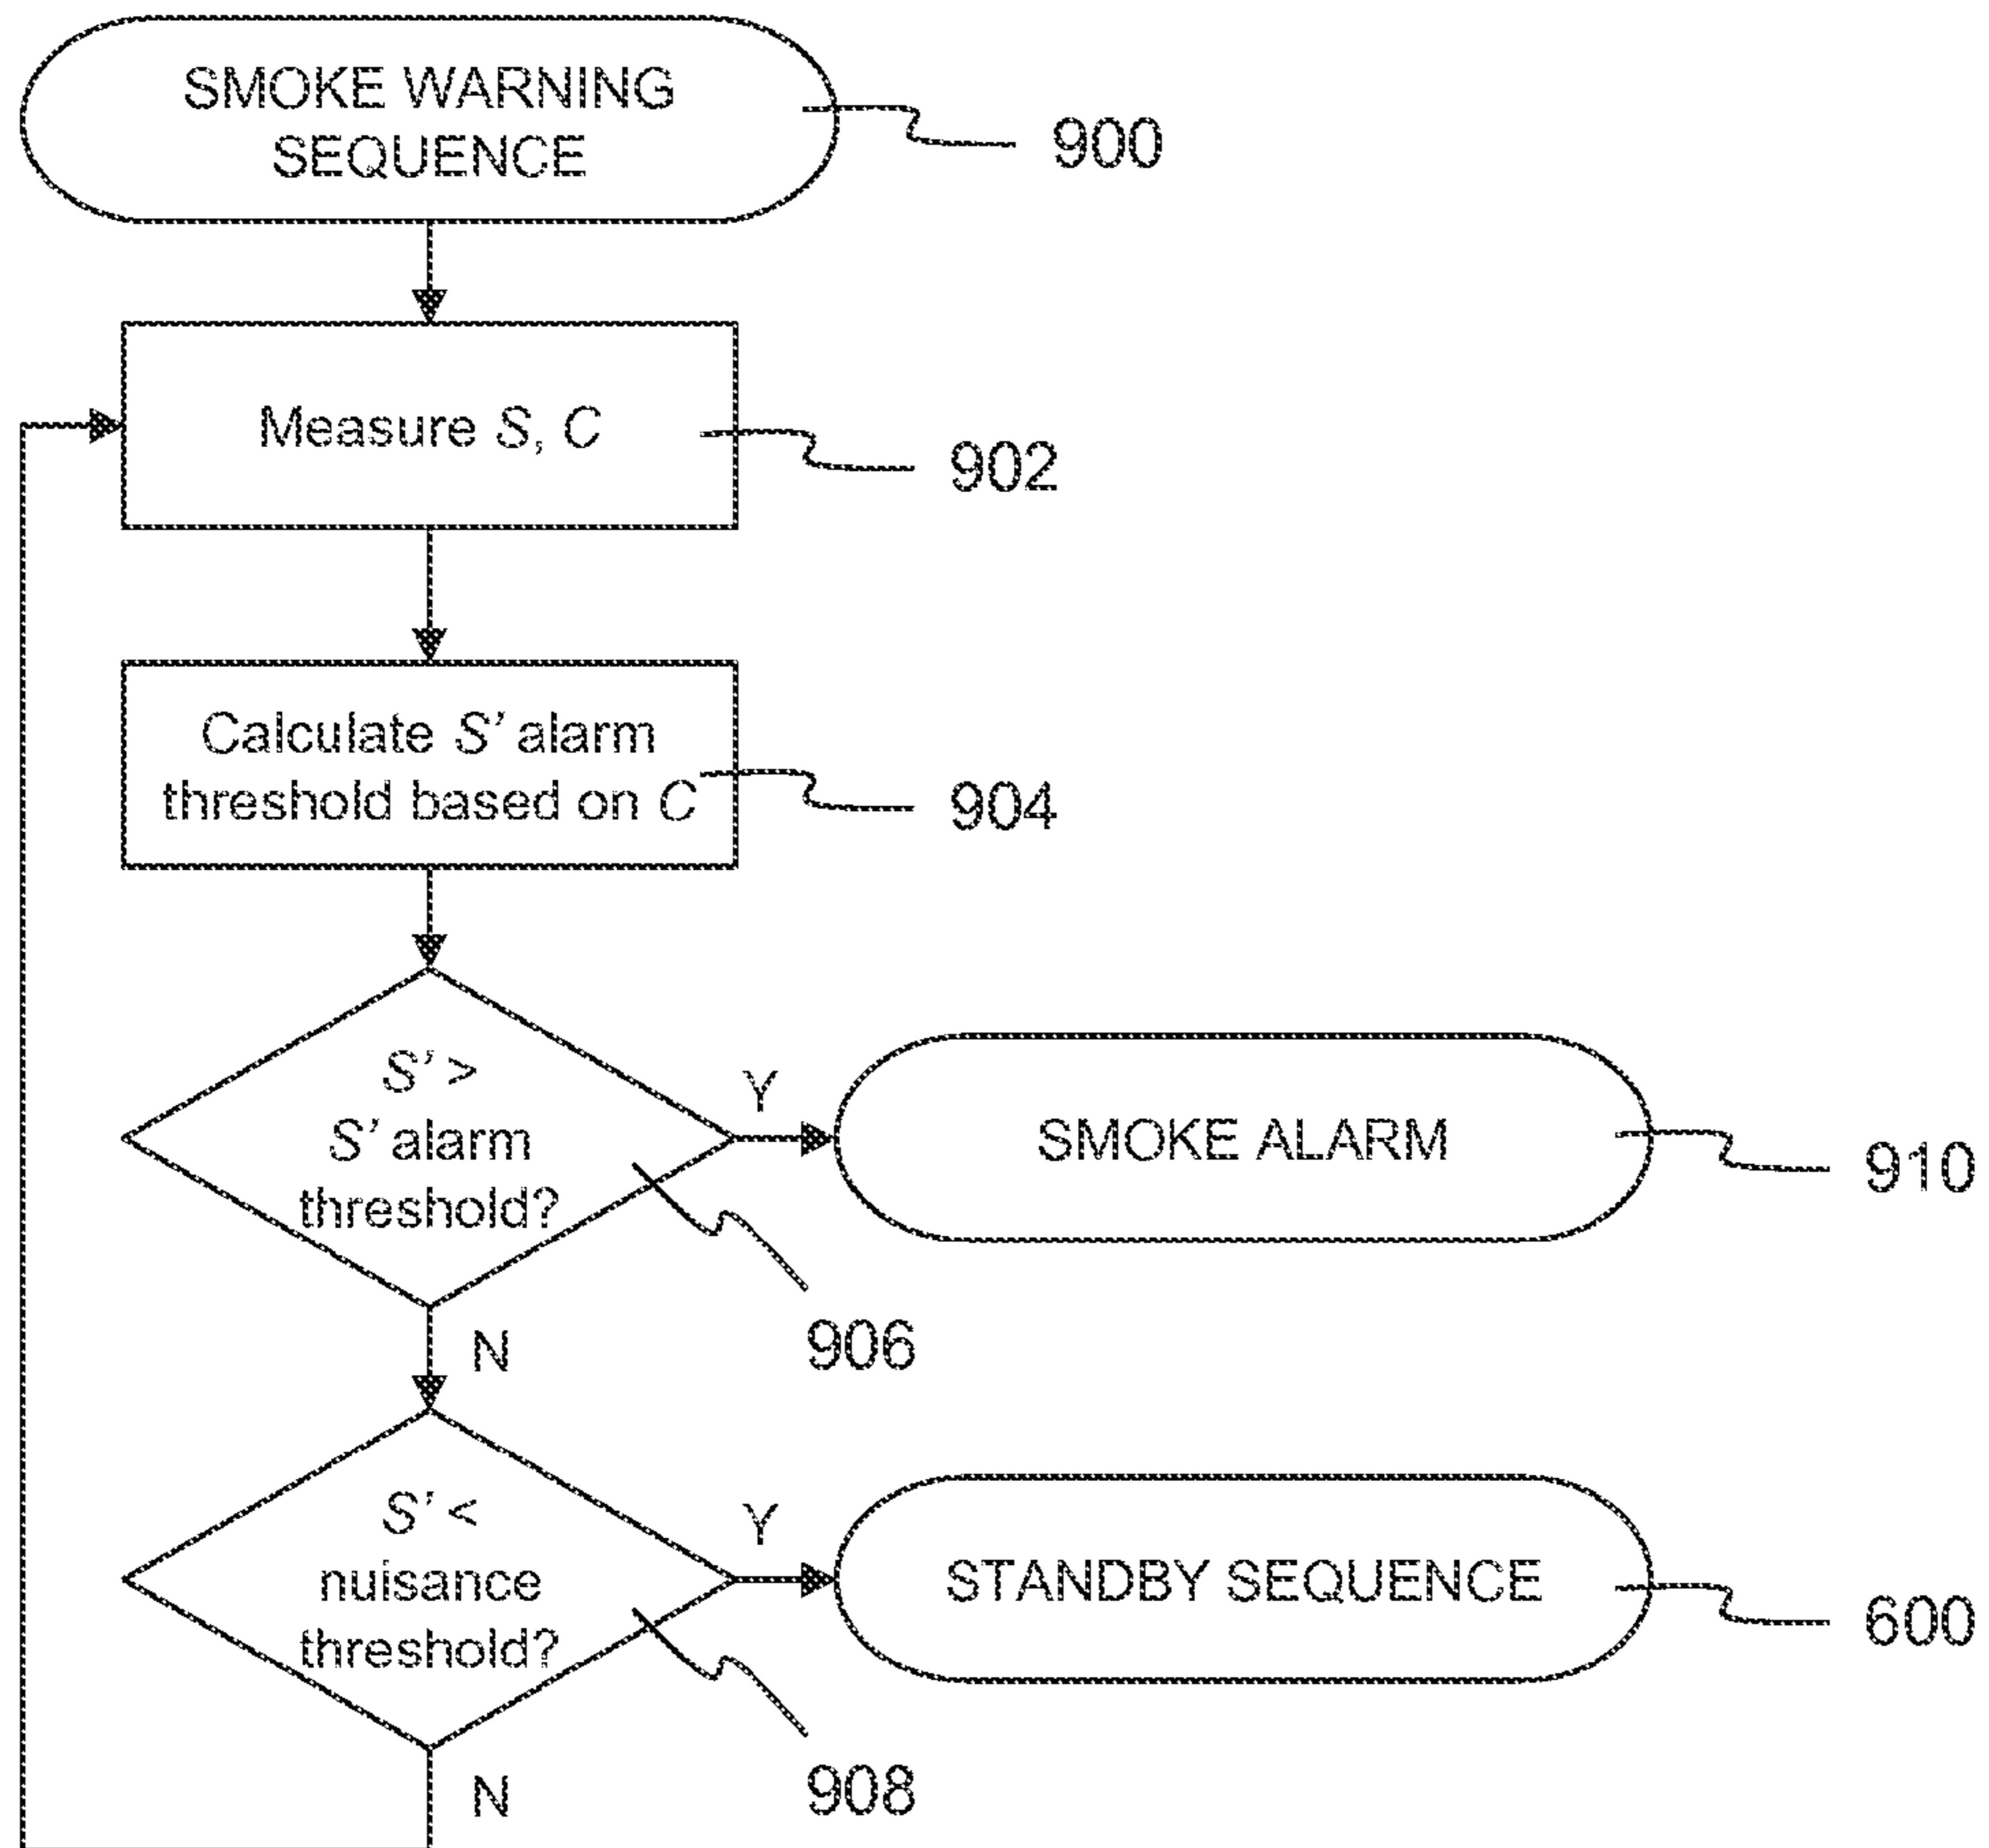 SMOKE WARNING
SEQUENCE
900
Measure S, C
902
Calculate S' alarm
threshold based on C
904
S' >
S' alarm
threshold?
Y
SMOKE ALARM
910
906
N
S' <
nuisance
threshold?
Y
STANDBY SEQUENCE
600
908
N